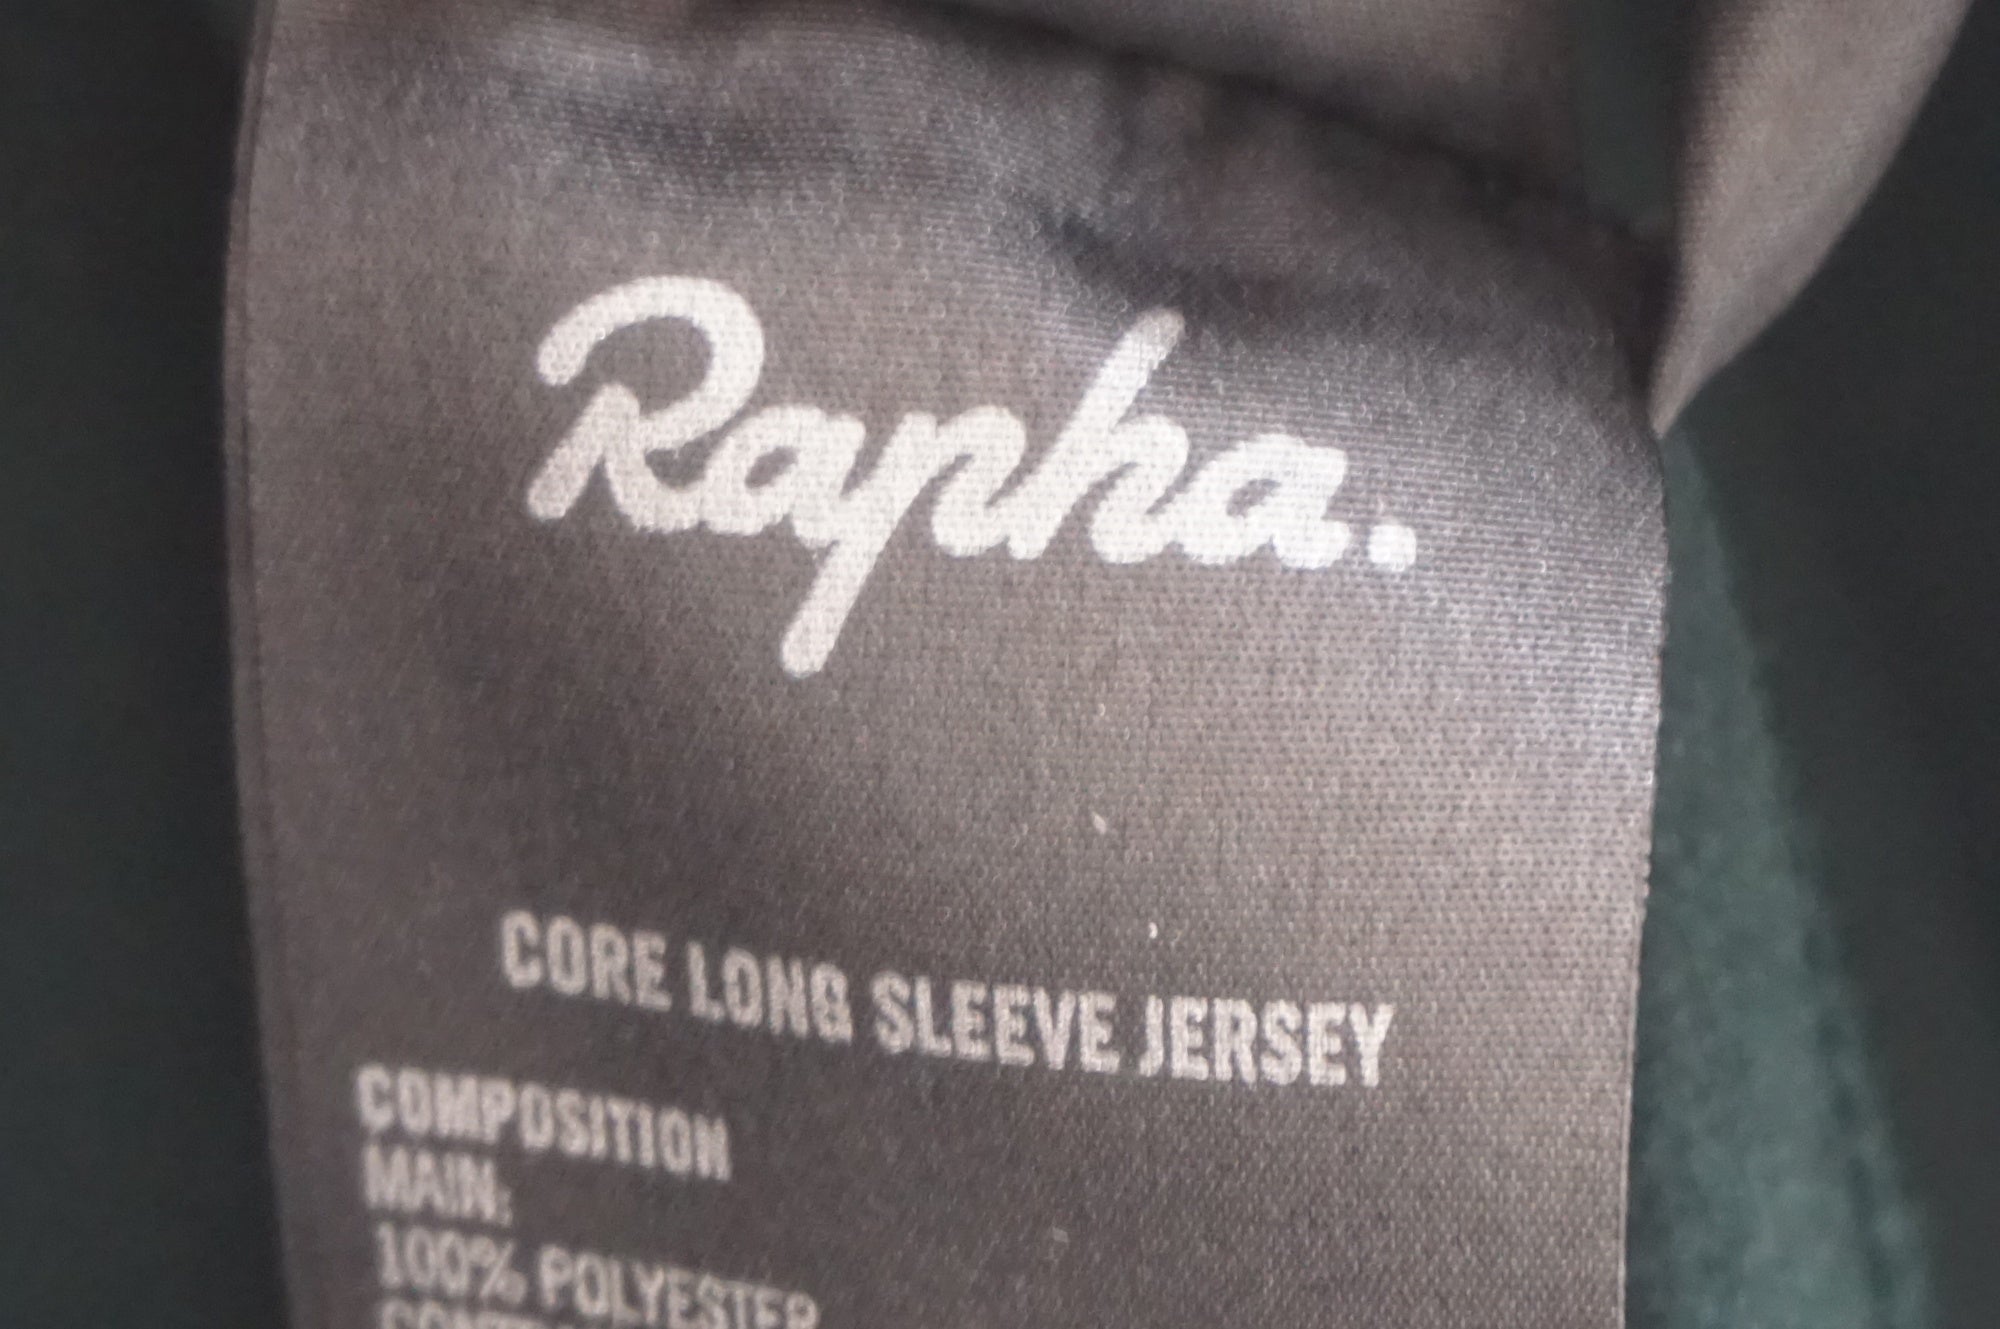 Rapha.
CORE LONG SLEEVE JERSEY
COMPOSITION
MAIN:
100% POLYESTER